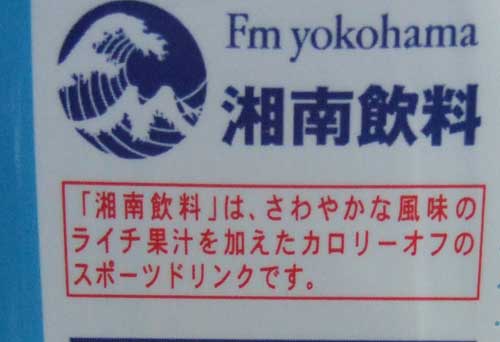 Fm yokohama
湘南飲料
「湘南飲料」は、さわやかな風味の
ライチ果汁を加えたカロリーオフの
スポーツドリンクです。